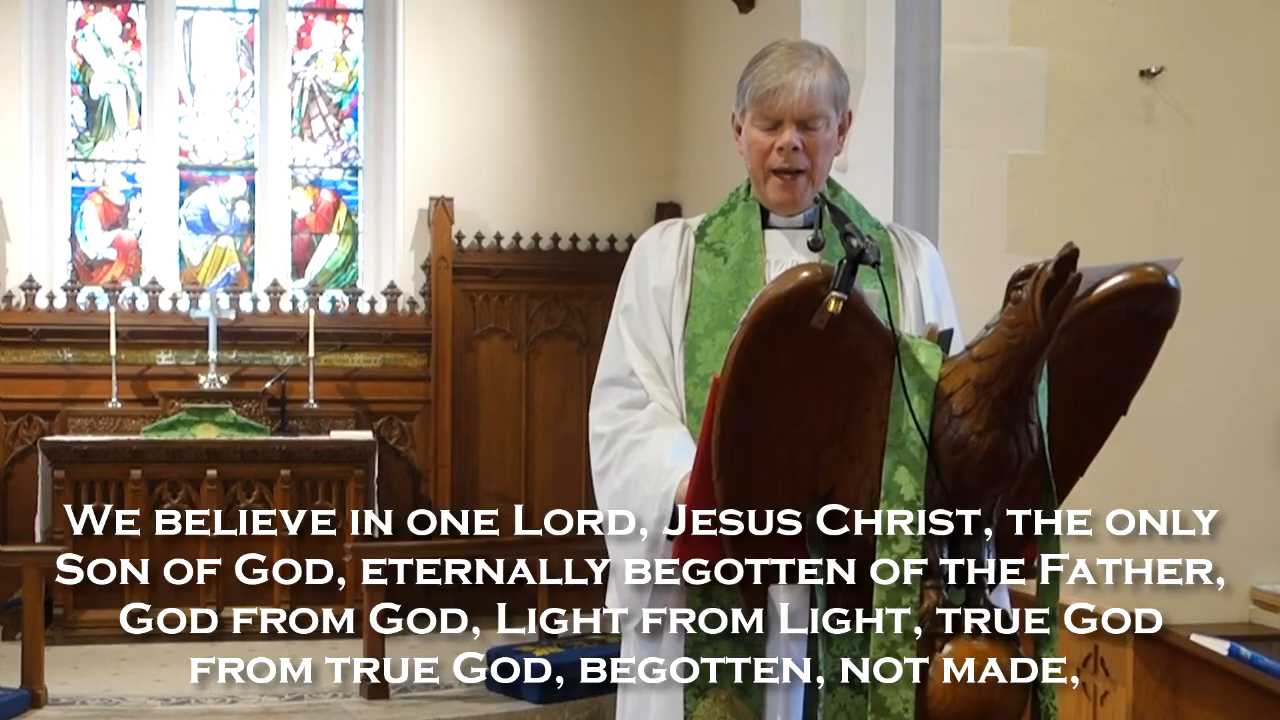 We believe in one Lord, Jesus Christ, the only
Son of God, eternally begotten of the Father,
God from God, Light from Light, true God
from true God, begotten, not made,